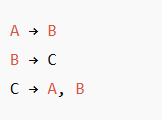 A → B
B → C
C → A, B